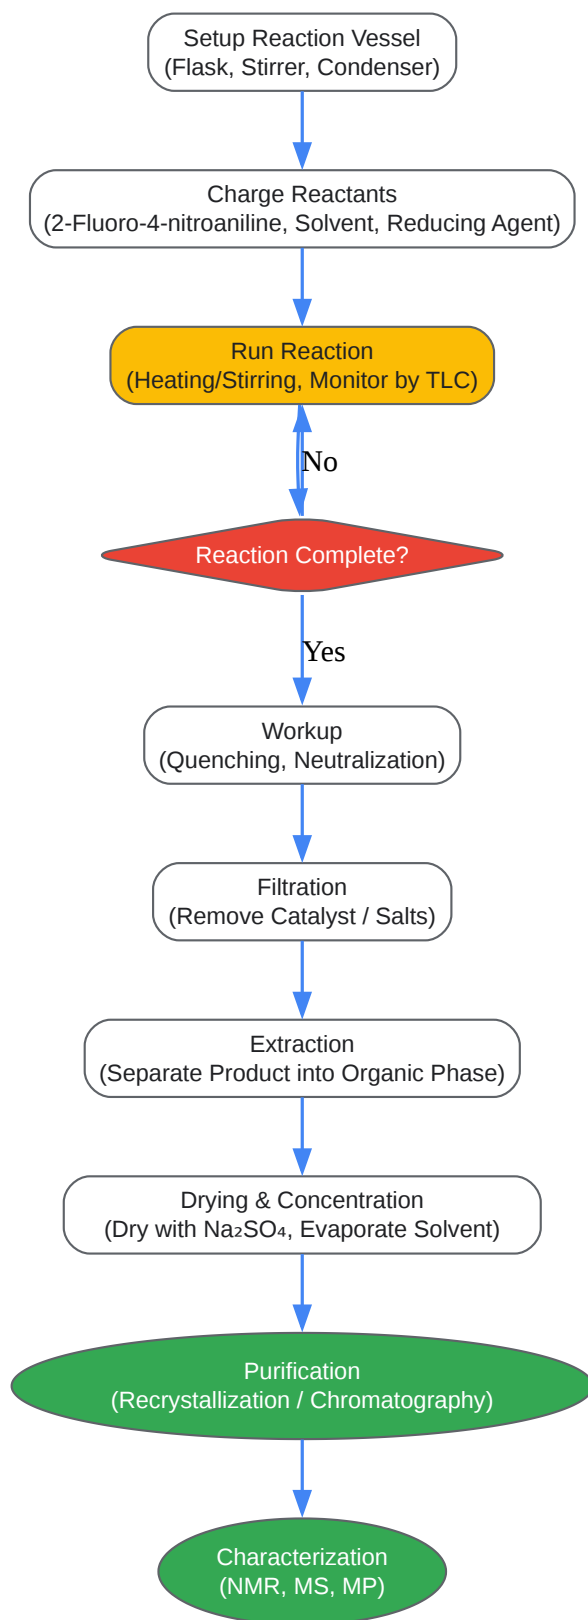 Setup Reaction Vessel
(Flask, Stirrer, Condenser)
Charge Reactants
(2-Fluoro-4-nitroaniline, Solvent, Reducing Agent)
Run Reaction
(Heating/Stirring, Monitor by TLC)
No
Reaction Complete?
Yes
Workup
(Quenching, Neutralization)
Filtration
(Remove Catalyst / Salts)
Extraction
(Separate Product into Organic Phase)
Drying & Concentration
(Dry with Na₂SO₄, Evaporate Solvent)
Purification
(Recrystallization / Chromatography)
Characterization
(NMR, MS, MP)